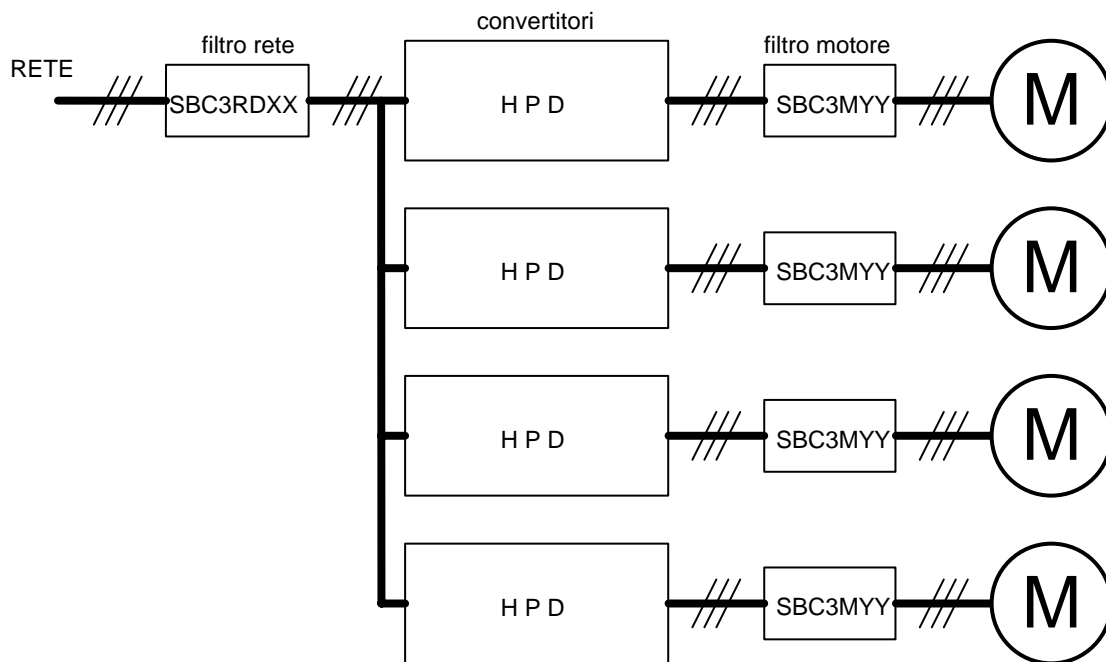 convertitori
filtro rete
filtro motore
RETE
SBC3RDXX
H P D
SBC3MYY
M
H P D
SBC3MYY
M
H P D
SBC3MYY
M
H P D
SBC3MYY
M